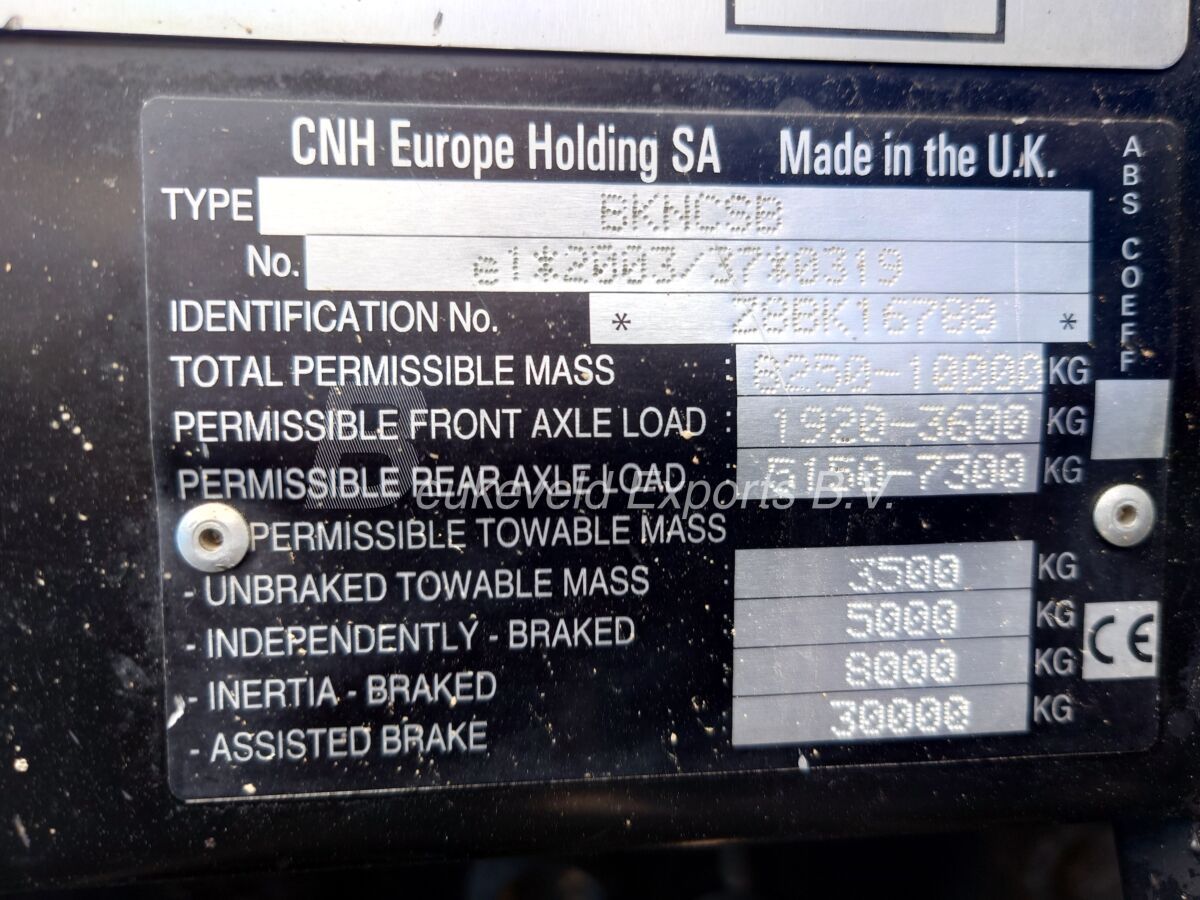 CNH Europe Holding SA Made in the U.K.
TYPE BKNCSB
No. e1*2003/37*0319
IDENTIFICATION No. * Z8BK16788 *
TOTAL PERMISSIBLE MASS : 8250-10000 KG
PERMISSIBLE FRONT AXLE LOAD : 1920-3600 KG
PERMISSIBLE REAR AXLE LOAD : 5150-7300 KG
PERMISSIBLE TOWABLE MASS
- UNBRAKED TOWABLE MASS 3500 KG
- INDEPENDENTLY - BRAKED 5000 KG
- INERTIA - BRAKED 8000 KG
- ASSISTED BRAKE 30000 KG
ABS COEFF
CE
Beukeveld Exports B.V.